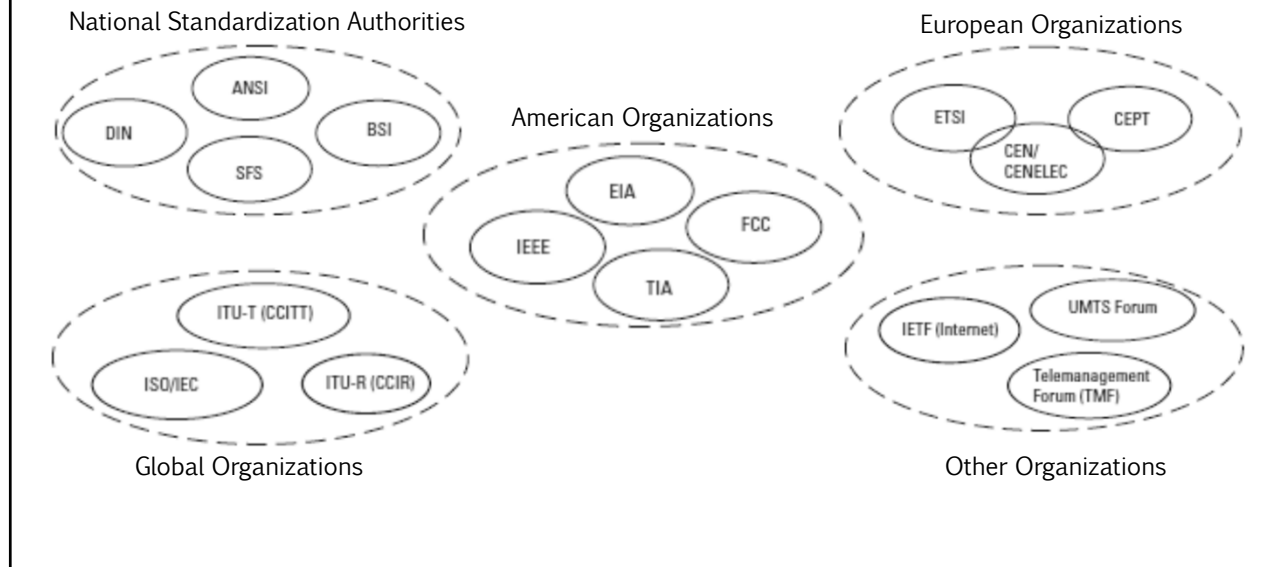 National Standardization Authorities
ANSI
DIN
BSI
SFS
European Organizations
ETSI
CEPT
CEN/
CENELEC
American Organizations
EIA
FCC
IEEE
TIA
ITU-T (CCITT)
ISO/IEC
ITU-R (CCIR)
Global Organizations
UMTS Forum
IETF (Internet)
Telemanagement
Forum (TMF)
Other Organizations